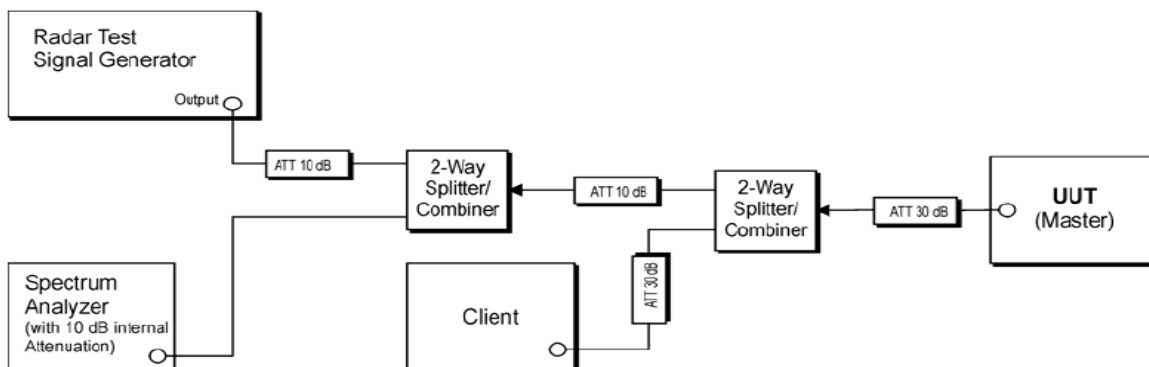 Radar Test
Signal Generator
Output
ATT 10 dB
2-Way
Splitter/
Combiner
ATT 10 dB
2-Way
Splitter/
Combiner
ATT 30 dB
UUT
(Master)
Spectrum
Analyzer
(with 10 dB internal
Attenuation)
Client
ATT 30 dB